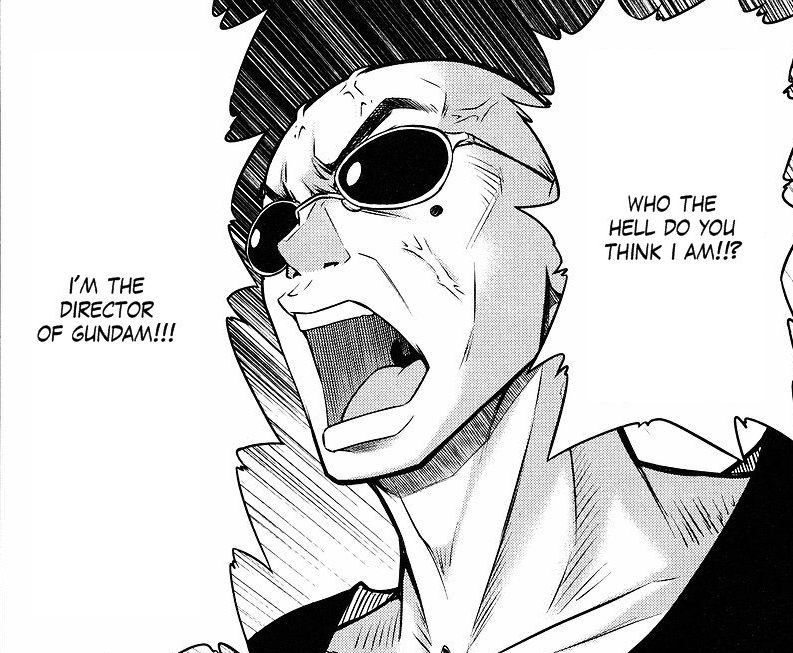 WHO THE
HELL DO YOU
THINK I AM!!?
I'M THE
DIRECTOR
OF GUNDAM!!!